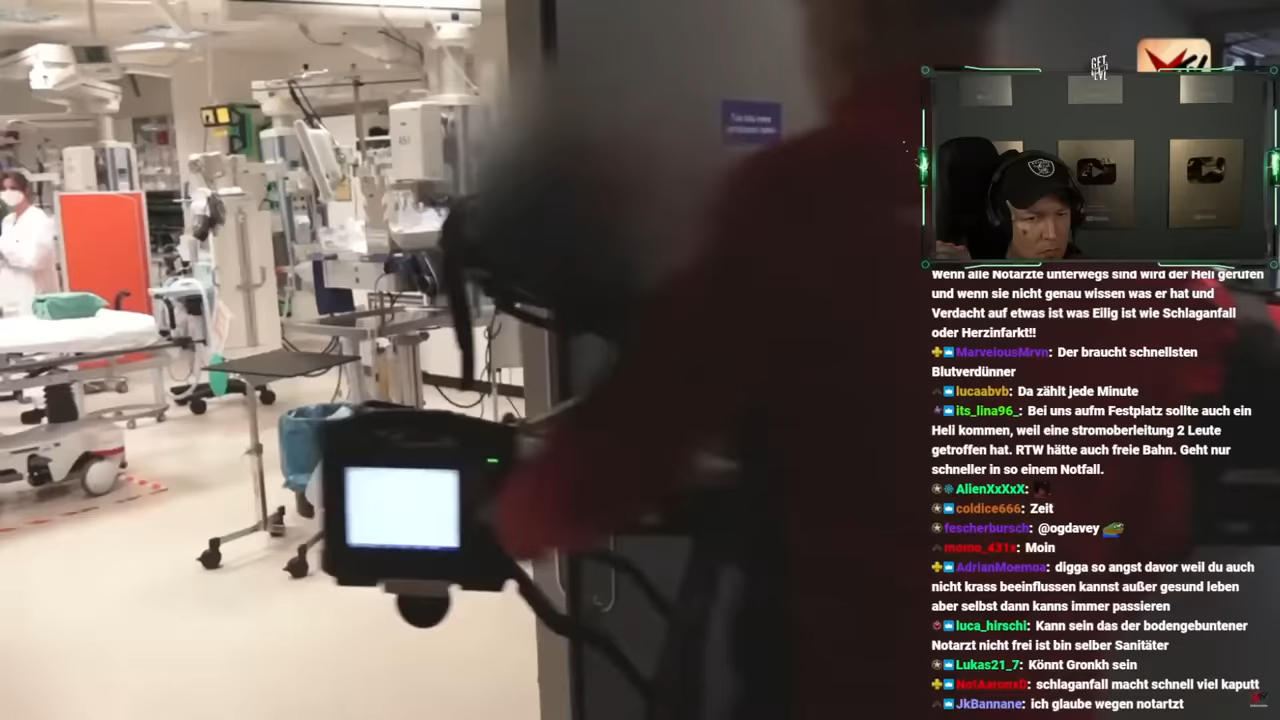 GET
Wenn alle Notärzte unterwegs sind wird der Heli gerufen
und wenn sie nicht genau wissen was er hat und
Verdacht auf etwas ist was Eilig ist wie Schlaganfall
oder Herzinfarkt!!
MarveiousMrvn: Der braucht schnellsten
Blutverdünner
lucaabvb: Da zählt jede Minute
its_lina96_: Bei uns aufm Festplatz sollte auch ein
Heli kommen, weil eine stromoberleitung 2 Leute
getroffen hat. RTW hätte auch freie Bahn. Geht nur
schneller in so einem Notfall.
AlienXxXxX:
coldice666: Zeit
fescherbursch: @ogdavey
momo_431x: Moin
AdrianMoemoa: digga so angst davor weil du auch
nicht krass beeinflussen kannst außer gesund leben
aber selbst dann kanns immer passieren
luca_hirschi: Kann sein das der bodengebuntener
Notarzt nicht frei ist bin selber Sanitäter
Lukas21_7: Könnt Gronkh sein
NotAaronxD: schlaganfall macht schnell viel kaputt
JkBannane: ich glaube wegen notartzt